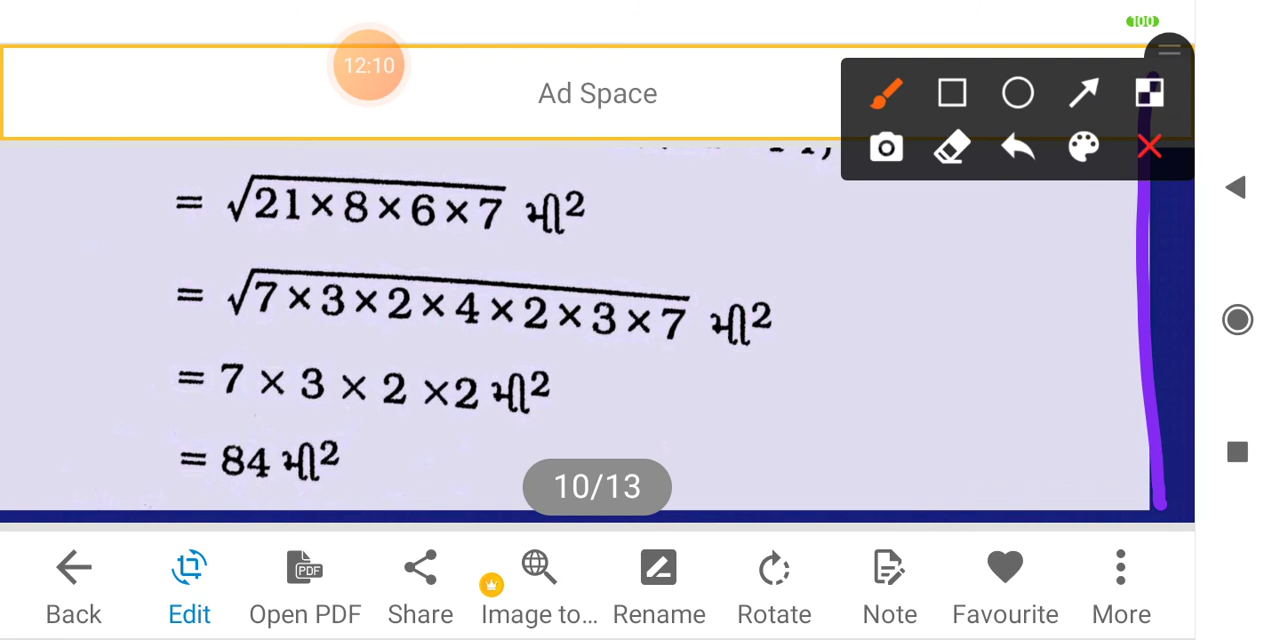 100
12:10
Ad Space
= √21×8×6×7 મી²
= √7×3×2×4×2×3×7 મી²
= 7 × 3 × 2 ×2 મી²
= 84 મી²
10/13
Back Edit Open PDF Share Image to... Rename Rotate Note Favourite More